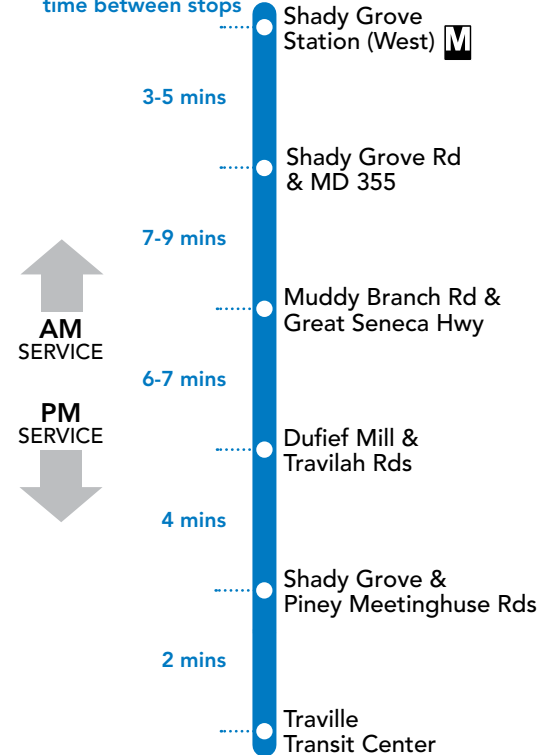 time between stops
Shady Grove
Station (West) M
3-5 mins
Shady Grove Rd
& MD 355
7-9 mins
Muddy Branch Rd &
Great Seneca Hwy
AM
SERVICE
6-7 mins
PM
SERVICE
Dufief Mill &
Travilah Rds
4 mins
Shady Grove &
Piney Meetinghuse Rds
2 mins
Traville
Transit Center